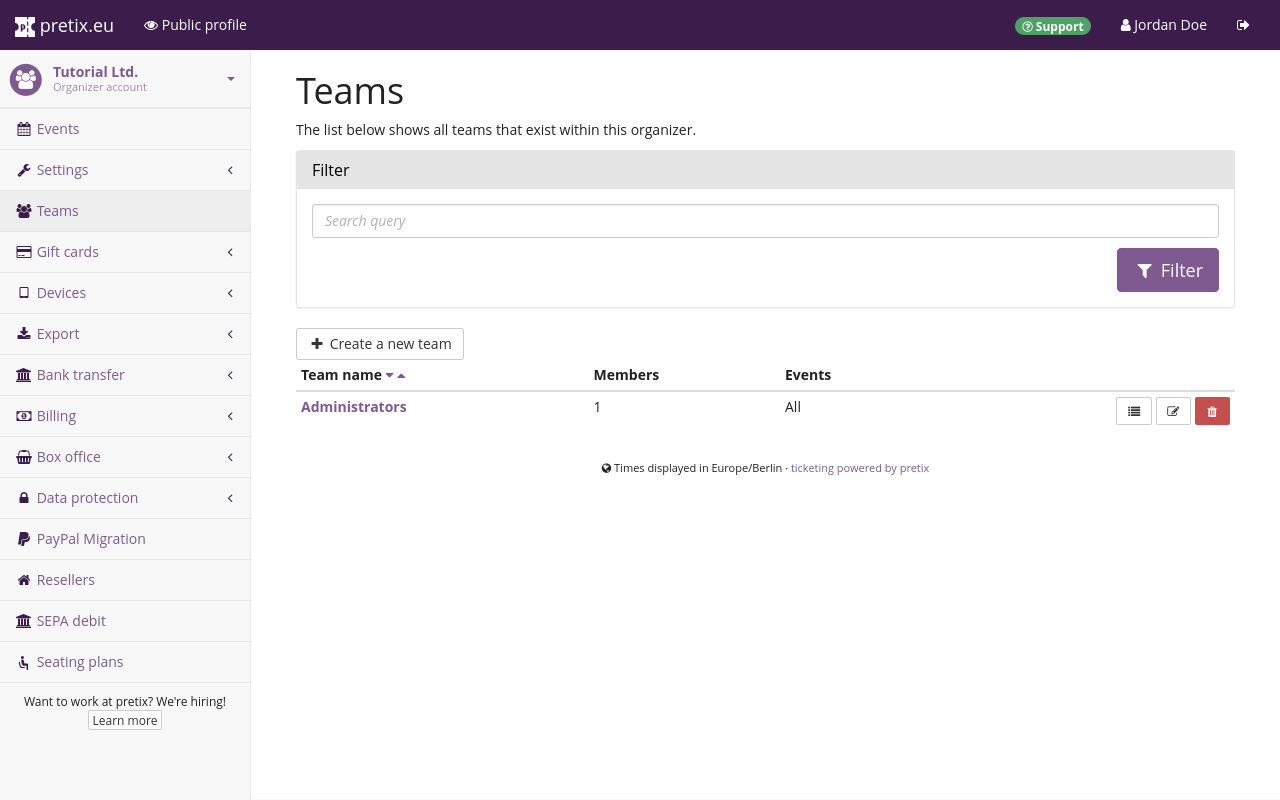 pretix.eu
Public profile
Support
Jordan Doe
Tutorial Ltd.
Organizer account
Events
Settings
Teams
Gift cards
Devices
Export
Bank transfer
Billing
Box office
Data protection
PayPal Migration
Resellers
SEPA debit
Seating plans
Want to work at pretix? We're hiring!
Learn more
Teams
The list below shows all teams that exist within this organizer.
Filter
Search query
Filter
Create a new team
Team name Members Events
Administrators 1 All
Times displayed in Europe/Berlin · ticketing powered by pretix